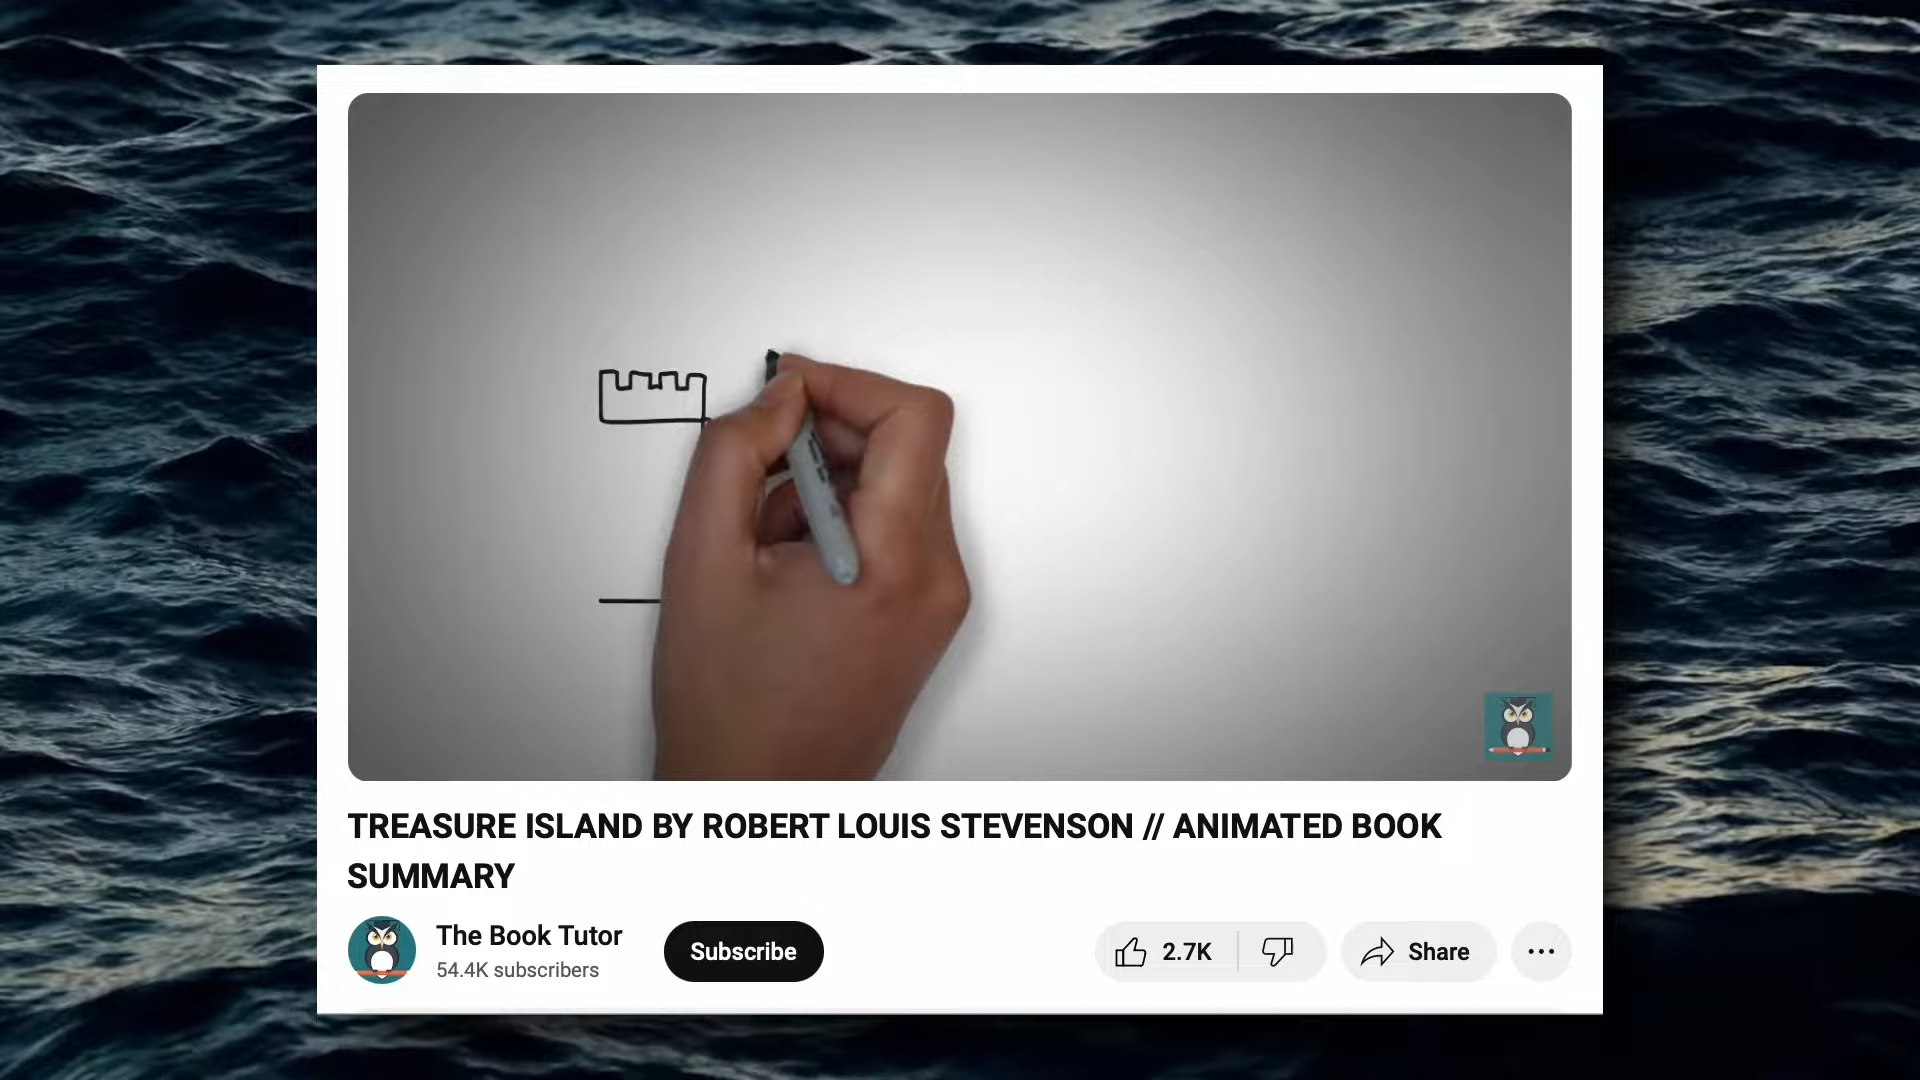 TREASURE ISLAND BY ROBERT LOUIS STEVENSON // ANIMATED BOOK
SUMMARY
The Book Tutor
54.4K subscribers
Subscribe
2.7K
Share